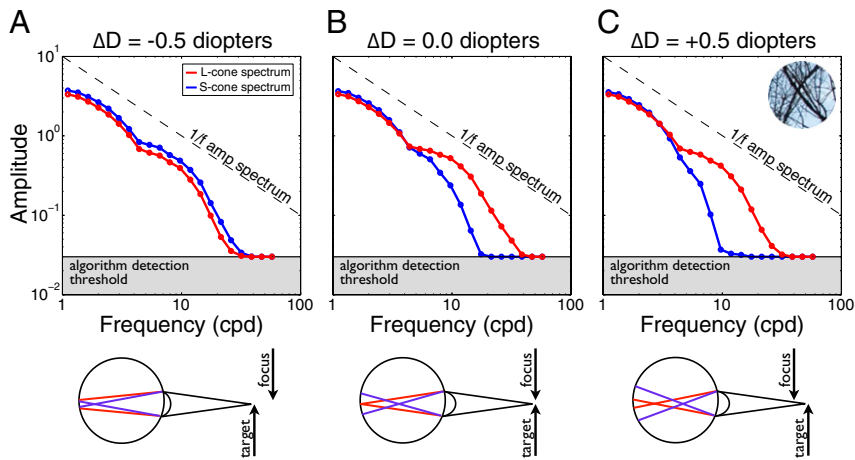 A
ΔD = -0.5 diopters
B
ΔD = 0.0 diopters
C
ΔD = +0.5 diopters
10^1
10^0
10^-1
10^-2
Amplitude
L-cone spectrum
S-cone spectrum
1/f amp spectrum
1/f amp spectrum
1/f amp spectrum
algorithm detection
threshold
algorithm detection
threshold
algorithm detection
threshold
1
10
100
1
10
100
1
10
100
Frequency (cpd)
Frequency (cpd)
Frequency (cpd)
focus
target
focus
target
focus
target